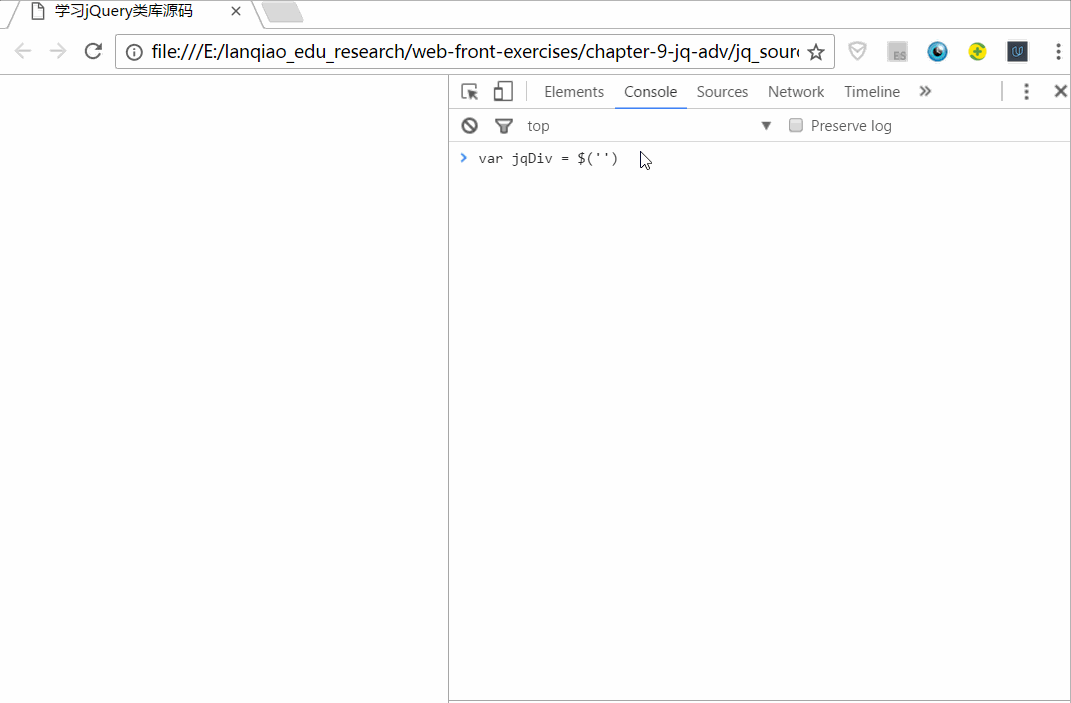 学习jQuery类库源码
file:///E:/lanqiao_edu_research/web-front-exercises/chapter-9-jq-adv/jq_sour
Elements Console Sources Network Timeline
top Preserve log
var jqDiv = $('')